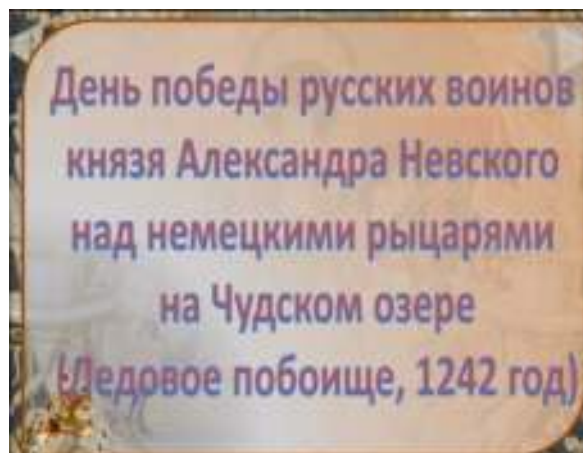 День победы русских воинов
князя Александра Невского
над немецкими рыцарями
на Чудском озере
(Ледовое побоище, 1242 год)